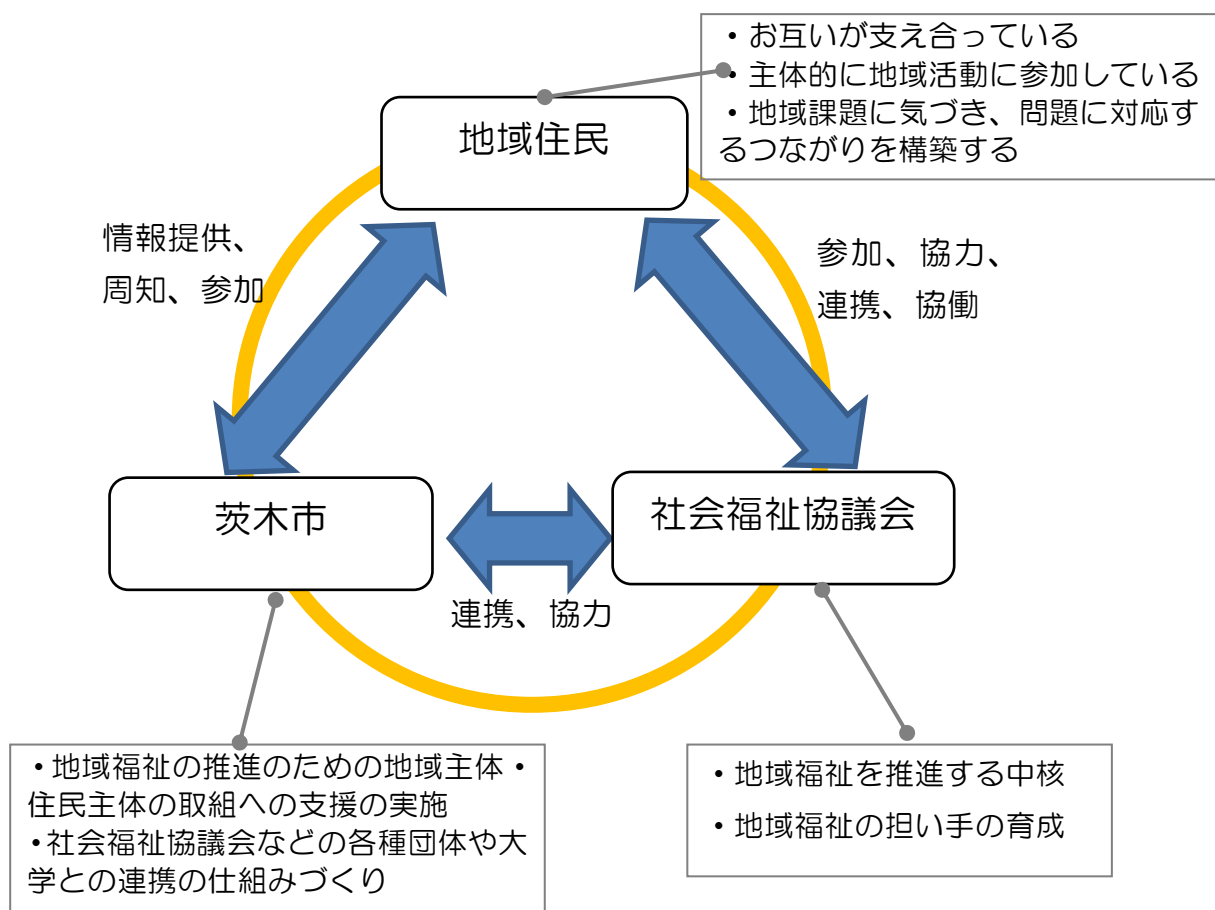 ・お互いが支え合っている
・主体的に地域活動に参加している
・地域課題に気づき、問題に対応す
るつながりを構築する
地域住民
情報提供、
周知、参加
参加、協力、
連携、協働
茨木市
社会福祉協議会
連携、協力
・地域福祉の推進のための地域主体・
住民主体の取組への支援の実施
・社会福祉協議会などの各種団体や大
学との連携の仕組みづくり
・地域福祉を推進する中核
・地域福祉の担い手の育成